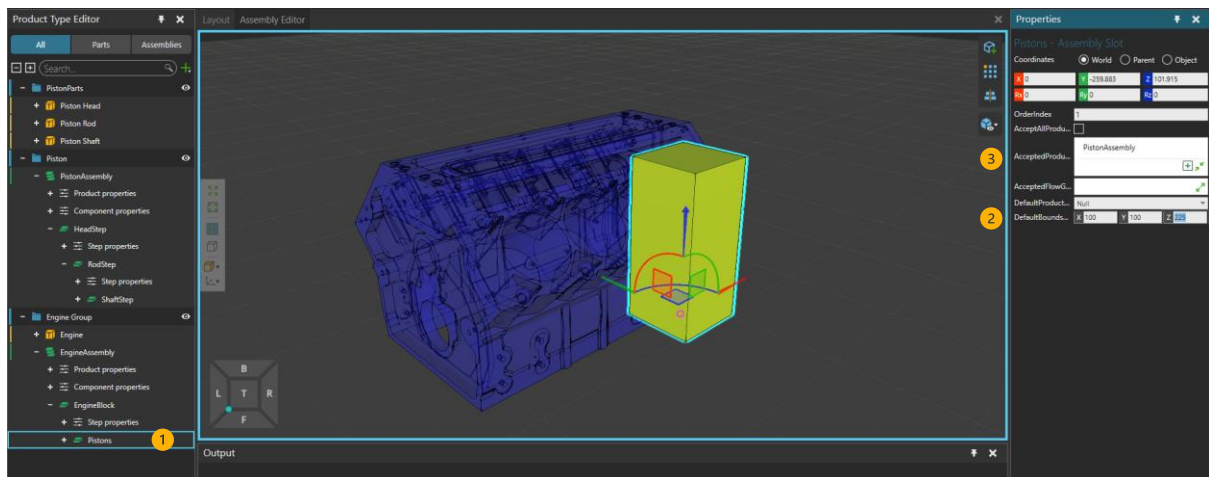 Product Type Editor
All Parts Assemblies
Search...
PistonParts
Piston Head
Piston Rod
Piston Shaft
Piston
PistonAssembly
Product properties
Component properties
HeadStep
Step properties
RodStep
Step properties
ShaftStep
Engine Group
Engine
EngineAssembly
Product properties
Component properties
EngineBlock
Step properties
Pistons 1
Layout Assembly Editor
B
L T R
F
Output
Properties
Pistons - Assembly Slot
Coordinates World Parent Object
X 0 Y -259.883 Z 101.915
Rx 0 Ry 0 Rz 0
OrderIndex 1
AcceptAllProdu...
3 AcceptedProdu... PistonAssembly
AcceptedFlowG...
DefaultProduct... Null
2 DefaultBounds... X 100 Y 100 Z 225